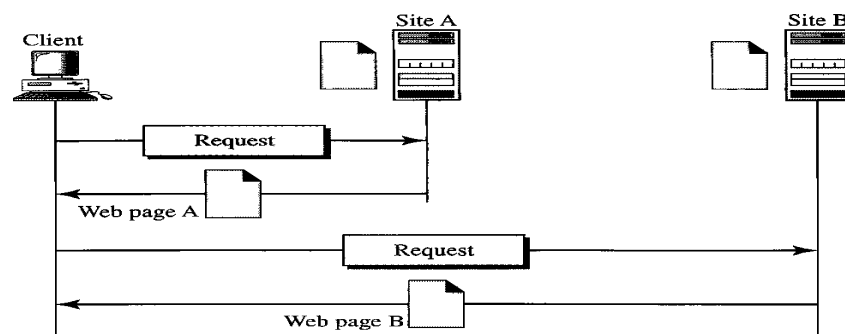 Site A
Site B
Client
Request
Web page A
Request
Web page B